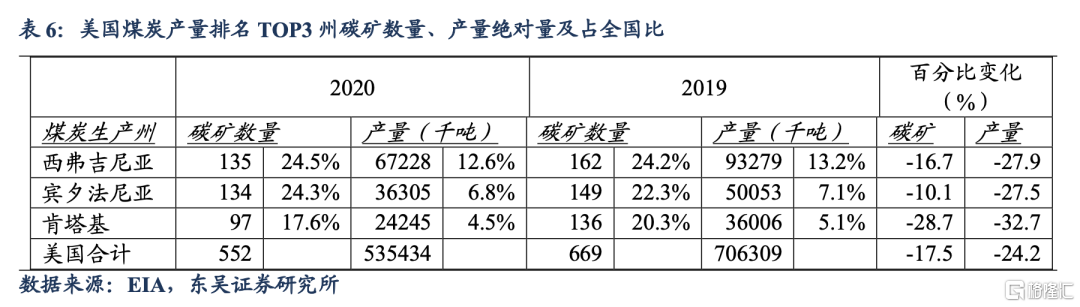 表 6：美国煤炭产量排名 TOP3 州碳矿数量、产量绝对量及占全国比
2020 2019 百分比变化（%）
煤炭生产州 碳矿数量 产量（千吨） 碳矿数量 产量（千吨） 碳矿 产量
西弗吉尼亚 135 24.5% 67228 12.6% 162 24.2% 93279 13.2% -16.7 -27.9
宾夕法尼亚 134 24.3% 36305 6.8% 149 22.3% 50053 7.1% -10.1 -27.5
肯塔基 97 17.6% 24245 4.5% 136 20.3% 36006 5.1% -28.7 -32.7
美国合计 552 535434 669 706309 -17.5 -24.2
数据来源：EIA，东吴证券研究所
格隆汇